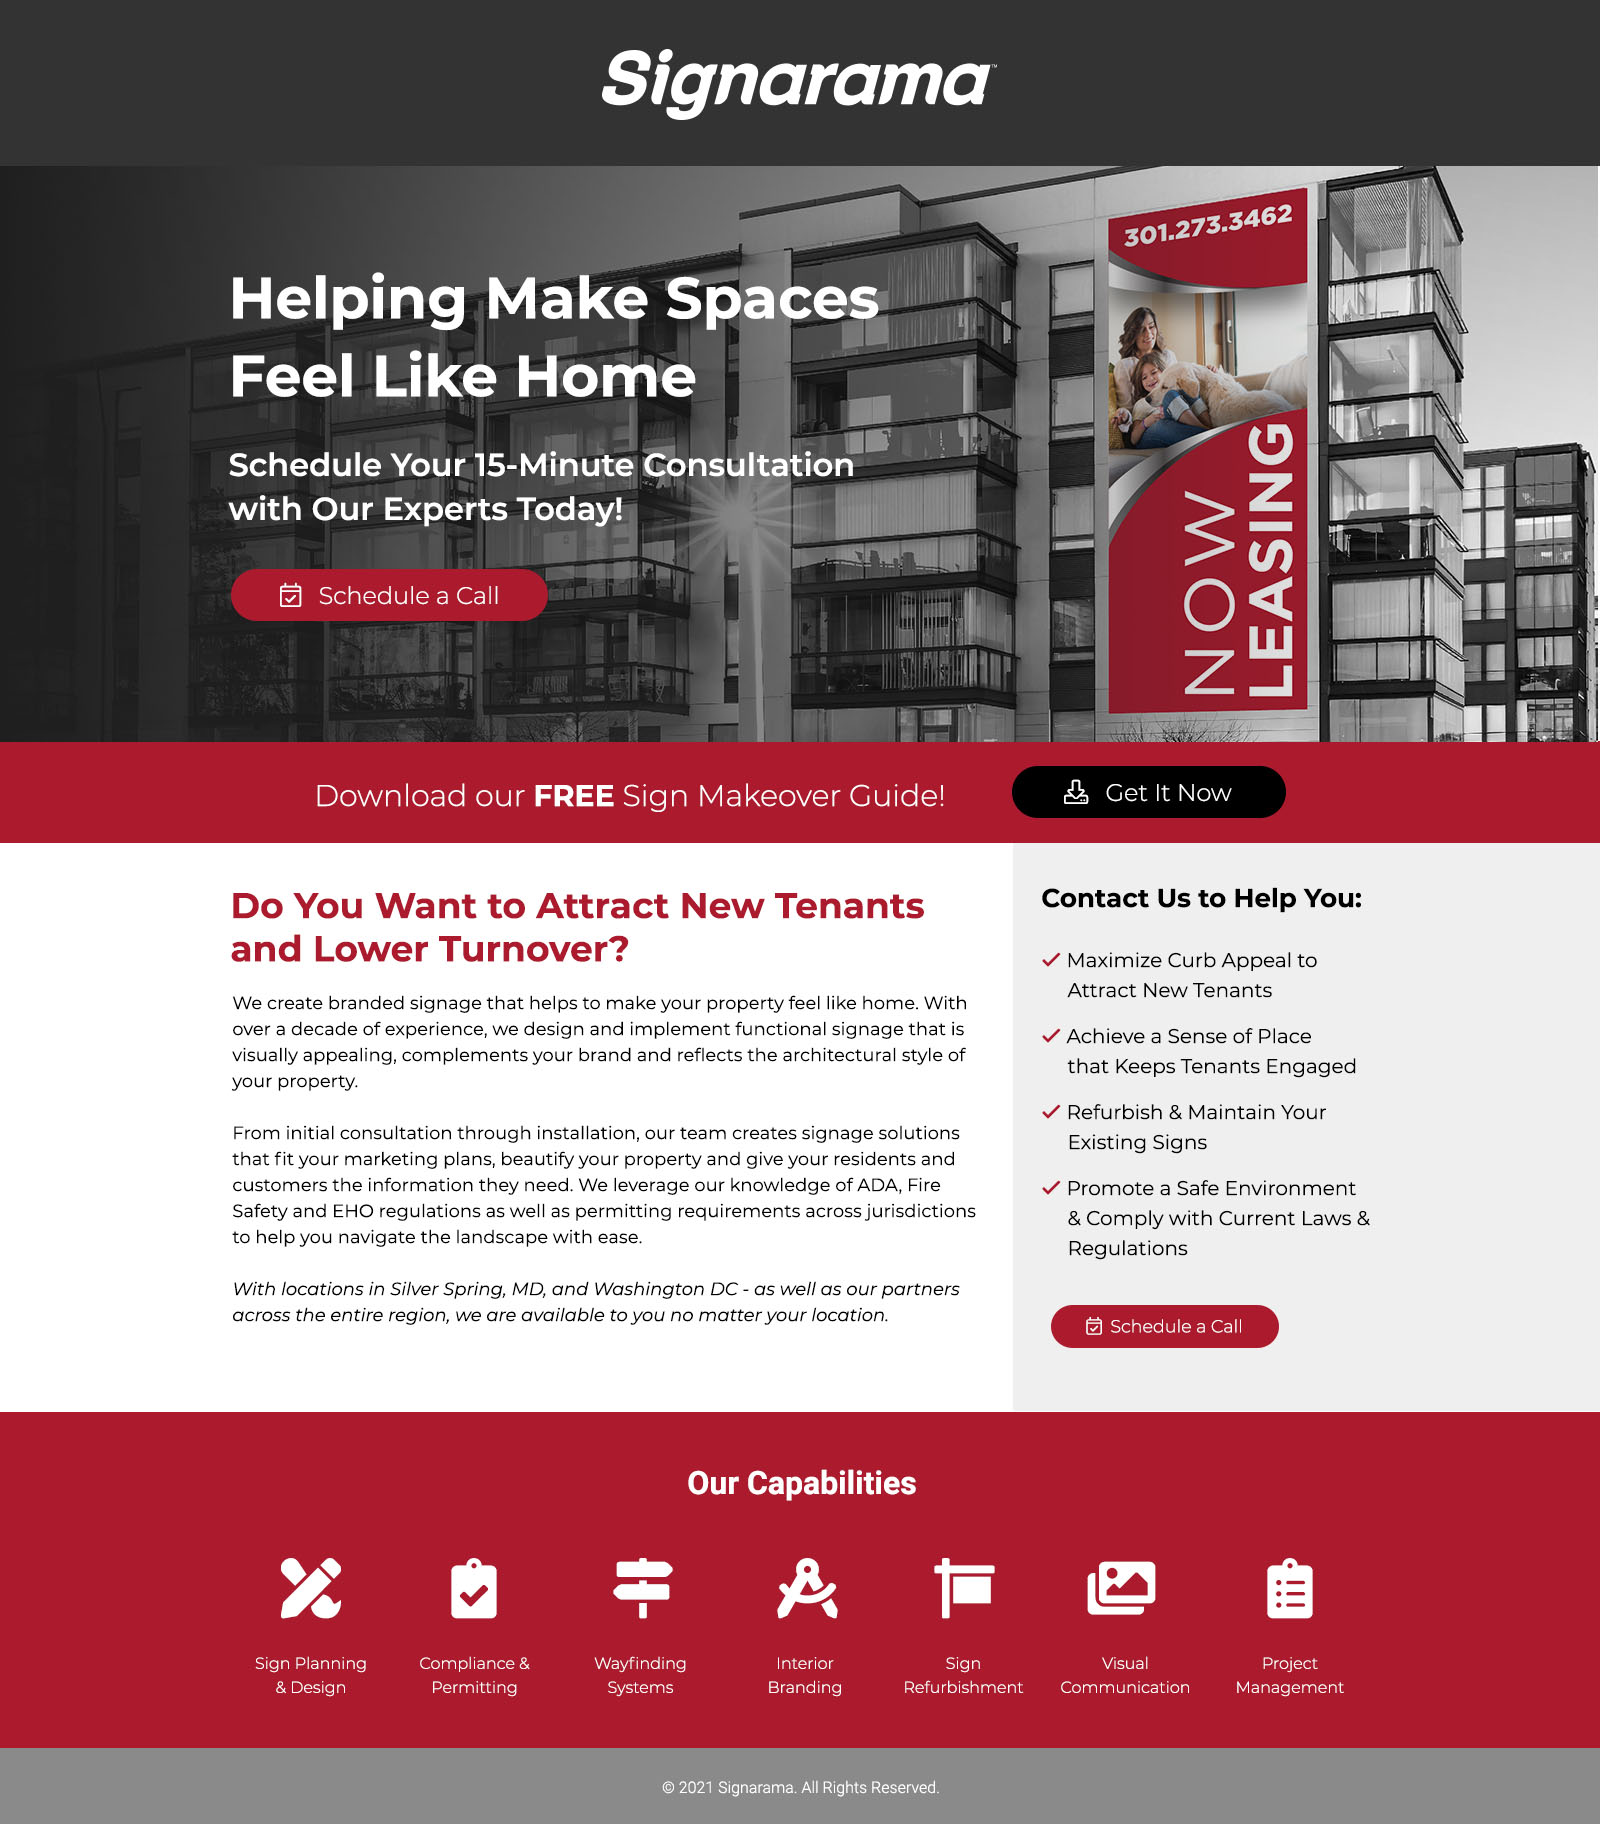 Signarama™
301.273.3462
Helping Make Spaces
Feel Like Home
Schedule Your 15-Minute Consultation
with Our Experts Today!
Schedule a Call
NOW
LEASING
Download our FREE Sign Makeover Guide!
Get It Now
Do You Want to Attract New Tenants
and Lower Turnover?
We create branded signage that helps to make your property feel like home. With
over a decade of experience, we design and implement functional signage that is
visually appealing, complements your brand and reflects the architectural style of
your property.
From initial consultation through installation, our team creates signage solutions
that fit your marketing plans, beautify your property and give your residents and
customers the information they need. We leverage our knowledge of ADA, Fire
Safety and EHO regulations as well as permitting requirements across jurisdictions
to help you navigate the landscape with ease.
With locations in Silver Spring, MD, and Washington DC - as well as our partners
across the entire region, we are available to you no matter your location.
Contact Us to Help You:
Maximize Curb Appeal to
Attract New Tenants
Achieve a Sense of Place
that Keeps Tenants Engaged
Refurbish & Maintain Your
Existing Signs
Promote a Safe Environment
& Comply with Current Laws &
Regulations
Schedule a Call
Our Capabilities
Sign Planning
& Design
Compliance &
Permitting
Wayfinding
Systems
Interior
Branding
Sign
Refurbishment
Visual
Communication
Project
Management
© 2021 Signarama. All Rights Reserved.